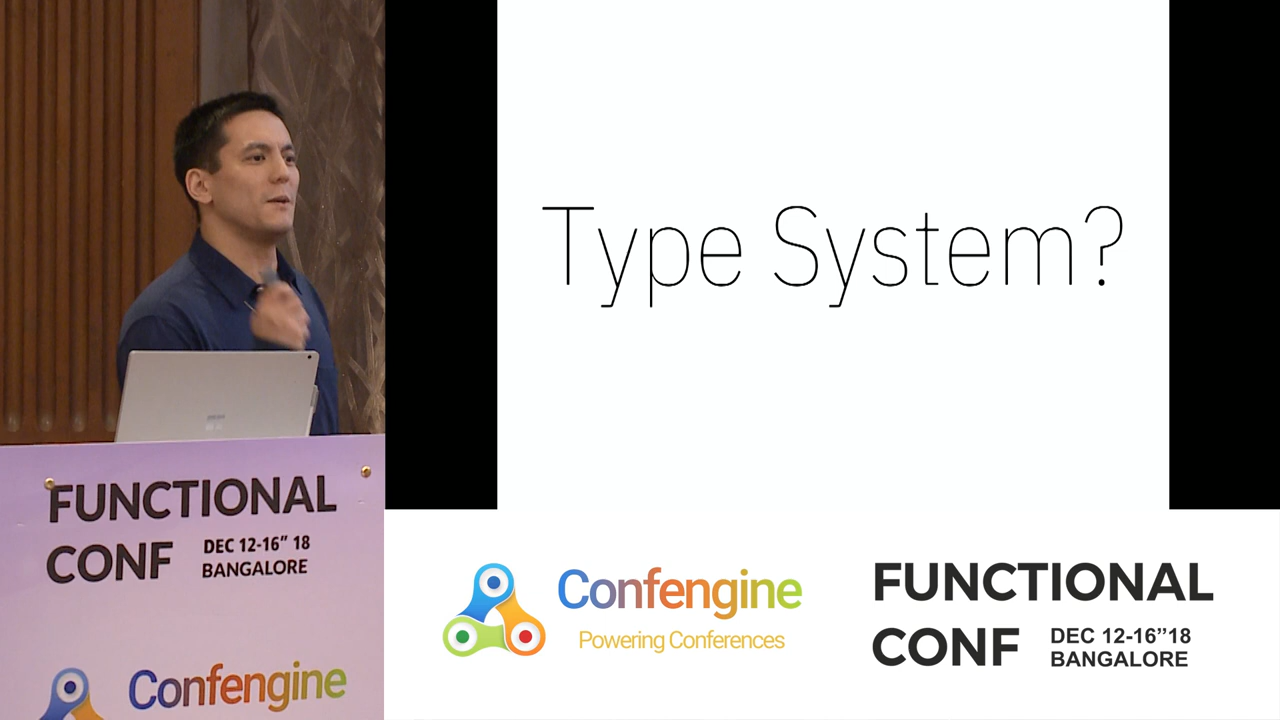 Type System?
FUNCTIONAL
CONF DEC 12-16” 18
BANGALORE
Confengine
Confengine
Powering Conferences
FUNCTIONAL
CONF DEC 12-16”18
BANGALORE